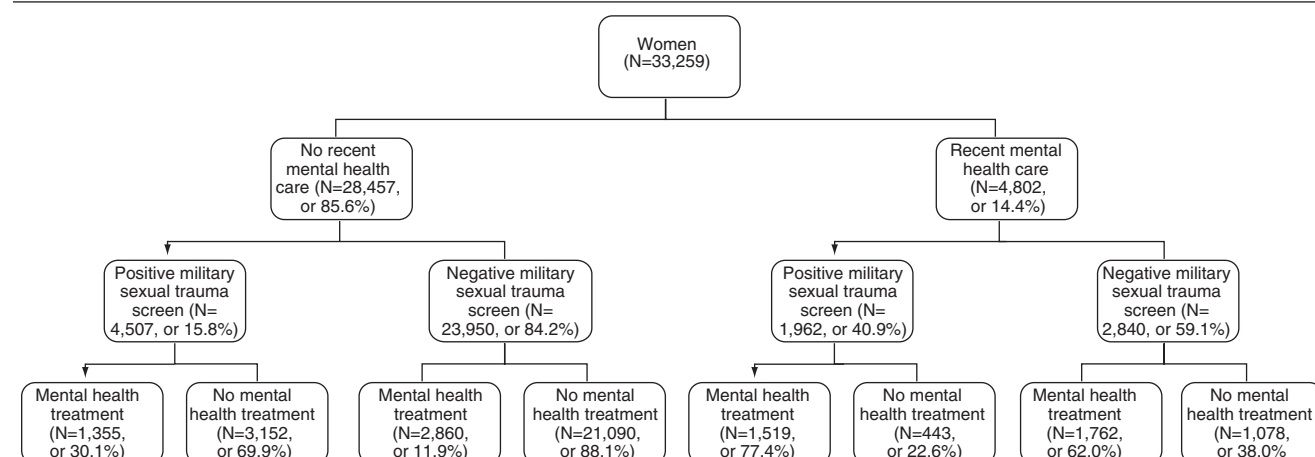 Women
(N=33,259)
No recent
mental health
care (N=28,457,
or 85.6%)
Recent mental
health care
(N=4,802,
or 14.4%)
Positive military
sexual trauma
screen (N=
4,507, or 15.8%)
Negative military
sexual trauma
screen (N=
23,950, or 84.2%)
Positive military
sexual trauma
screen (N=
1,962, or 40.9%)
Negative military
sexual trauma
screen (N=
2,840, or 59.1%)
Mental health
treatment
(N=1,355,
or 30.1%)
No mental
health treatment
(N=3,152,
or 69.9%)
Mental health
treatment
(N=2,860,
or 11.9%)
No mental
health treatment
(N=21,090,
or 88.1%)
Mental health
treatment
(N=1,519,
or 77.4%)
No mental
health treatment
(N=443,
or 22.6%)
Mental health
treatment
(N=1,762,
or 62.0%)
No mental
health treatment
(N=1,078,
or 38.0%